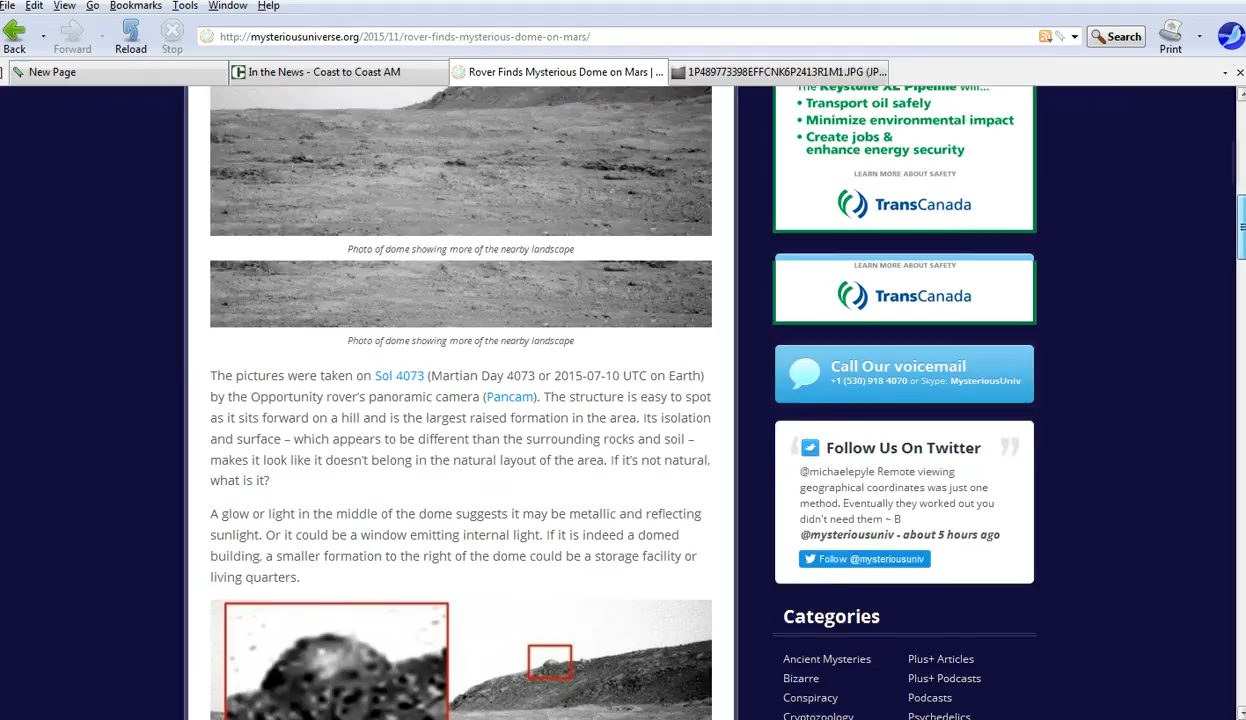 File Edit View Go Bookmarks Tools Window Help
Back Forward Reload Stop
http://mysteriousuniverse.org/2015/11/rover-finds-mysterious-dome-on-mars/
Search
Print
New Page
In the News - Coast to Coast AM
Rover Finds Mysterious Dome on Mars | ...
1P489773398EFFCNK6P2413R1M1.JPG (JP...
Photo of dome showing more of the nearby landscape
Photo of dome showing more of the nearby landscape
The pictures were taken on Sol 4073 (Martian Day 4073 or 2015-07-10 UTC on Earth)
by the Opportunity rover's panoramic camera (Pancam). The structure is easy to spot
as it sits forward on a hill and is the largest raised formation in the area. Its isolation
and surface – which appears to be different than the surrounding rocks and soil –
makes it look like it doesn't belong in the natural layout of the area. If it's not natural,
what is it?
A glow or light in the middle of the dome suggests it may be metallic and reflecting
sunlight. Or it could be a window emitting internal light. If it is indeed a domed
building, a smaller formation to the right of the dome could be a storage facility or
living quarters.
The Keystone XL Pipeline will...
• Transport oil safely
• Minimize environmental impact
• Create jobs &
enhance energy security
LEARN MORE ABOUT SAFETY
TransCanada
LEARN MORE ABOUT SAFETY
TransCanada
Call Our voicemail
+1 (530) 918 4070 or Skype: MysteriousUniv
Follow Us On Twitter
@michaelepyle Remote viewing
geographical coordinates was just one
method. Eventually they worked out you
didn't need them ~ B
@mysteriousuniv - about 5 hours ago
Follow @mysteriousuniv
Categories
Ancient Mysteries
Bizarre
Conspiracy
Cryptozoology
Plus+ Articles
Plus+ Podcasts
Podcasts
Psychedelics